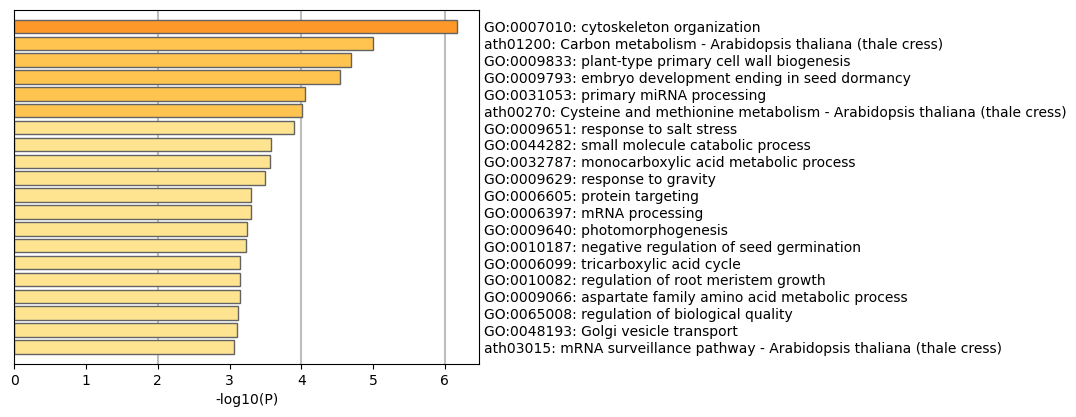 GO:0007010: cytoskeleton organization
ath01200: Carbon metabolism - Arabidopsis thaliana (thale cress)
GO:0009833: plant-type primary cell wall biogenesis
GO:0009793: embryo development ending in seed dormancy
GO:0031053: primary miRNA processing
ath00270: Cysteine and methionine metabolism - Arabidopsis thaliana (thale cress)
GO:0009651: response to salt stress
GO:0044282: small molecule catabolic process
GO:0032787: monocarboxylic acid metabolic process
GO:0009629: response to gravity
GO:0006605: protein targeting
GO:0006397: mRNA processing
GO:0009640: photomorphogenesis
GO:0010187: negative regulation of seed germination
GO:0006099: tricarboxylic acid cycle
GO:0010082: regulation of root meristem growth
GO:0009066: aspartate family amino acid metabolic process
GO:0065008: regulation of biological quality
GO:0048193: Golgi vesicle transport
ath03015: mRNA surveillance pathway - Arabidopsis thaliana (thale cress)
0 1 2 3 4 5 6
-log10(P)